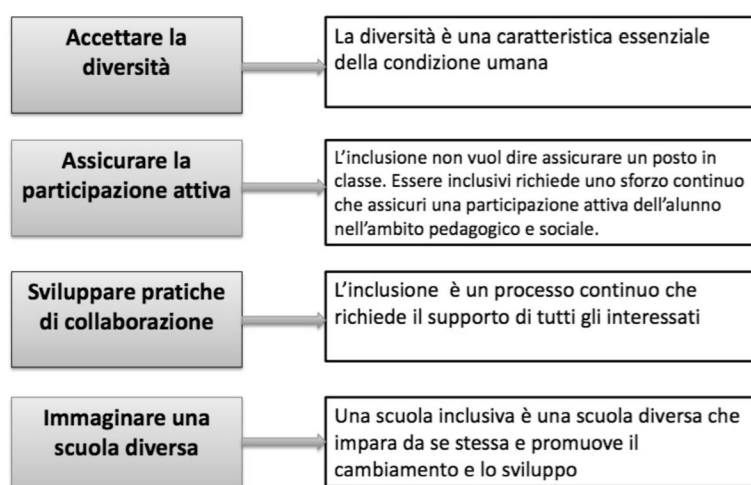 Accettare la
diversità
La diversità è una caratteristica essenziale
della condizione umana
Assicurare la
participazione attiva
L'inclusione non vuol dire assicurare un posto in
classe. Essere inclusivi richiede uno sforzo continuo
che assicuri una participazione attiva dell'alunno
nell'ambito pedagogico e sociale.
Sviluppare pratiche
di collaborazione
L'inclusione è un processo continuo che
richiede il supporto di tutti gli interessati
Immaginare una
scuola diversa
Una scuola inclusiva è una scuola diversa che
impara da se stessa e promuove il
cambiamento e lo sviluppo